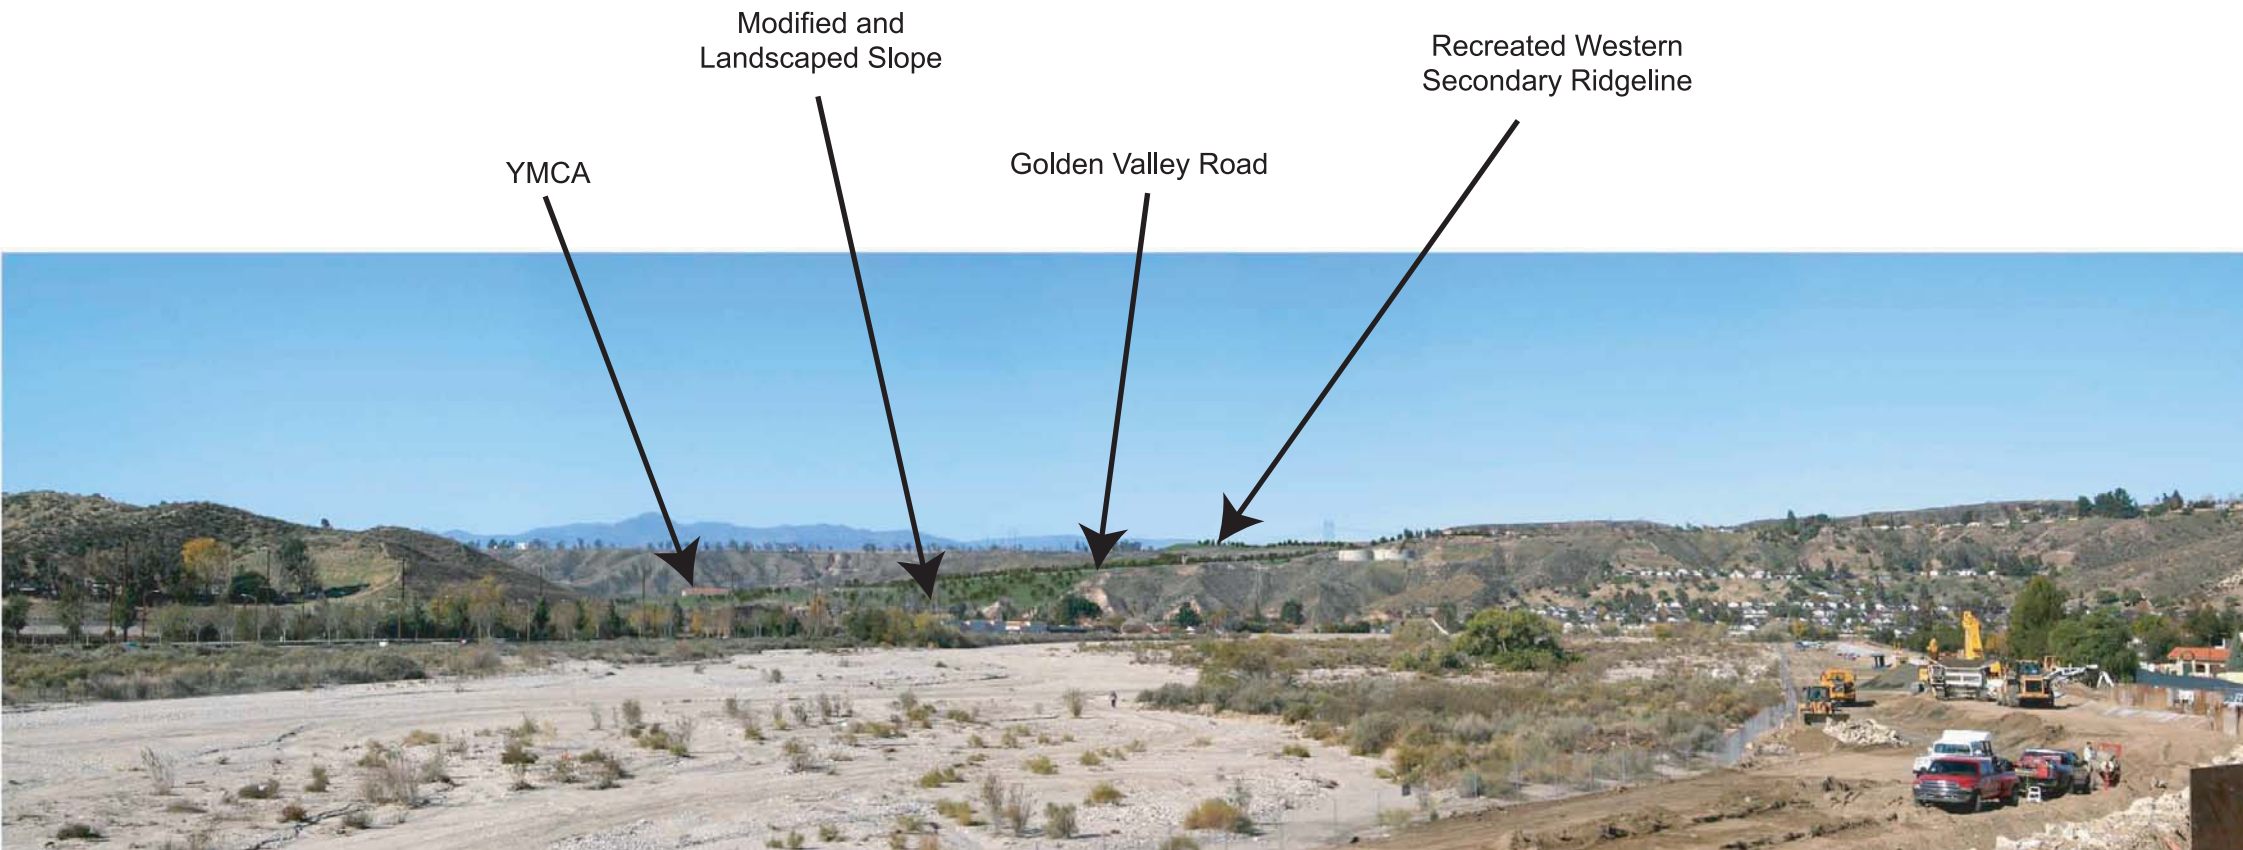 Modified and
Landscaped Slope
Recreated Western
Secondary Ridgeline
YMCA
Golden Valley Road